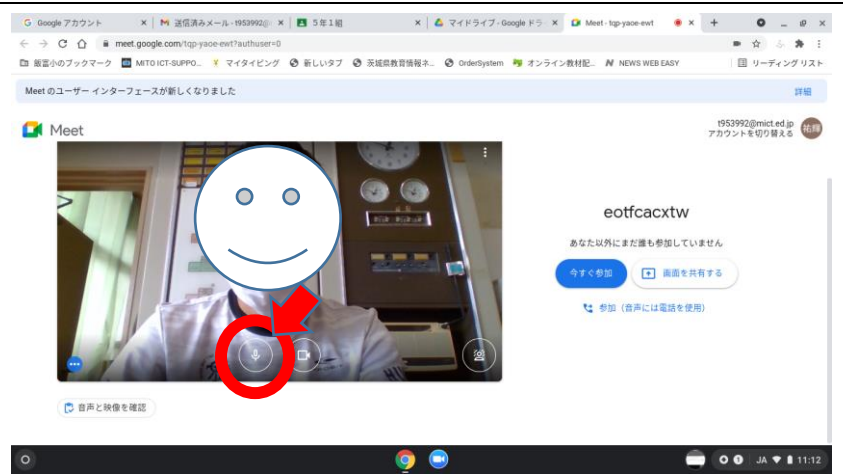 Google アカウント
送信済みメール - t953992@
5年1組
マイドライブ - Google ドラ
Meet - tqp-yaoe-ewt
meet.google.com/tqp-yaoe-ewt?authuser=0
飯富小のブックマーク
MITO ICT-SUPPO...
マイタイピング
新しいタブ
茨城県教育情報ネ...
OrderSystem
オンライン教材配...
NEWS WEB EASY
リーディング リスト
Meet のユーザー インターフェースが新しくなりました
詳細
Meet
t953992@mict.ed.jp
アカウントを切り替える
祐輝
eotfcacxtw
あなた以外にまだ誰も参加していません
今すぐ参加
画面を共有する
参加（音声には電話を使用）
音声と映像を確認
JA
11:12